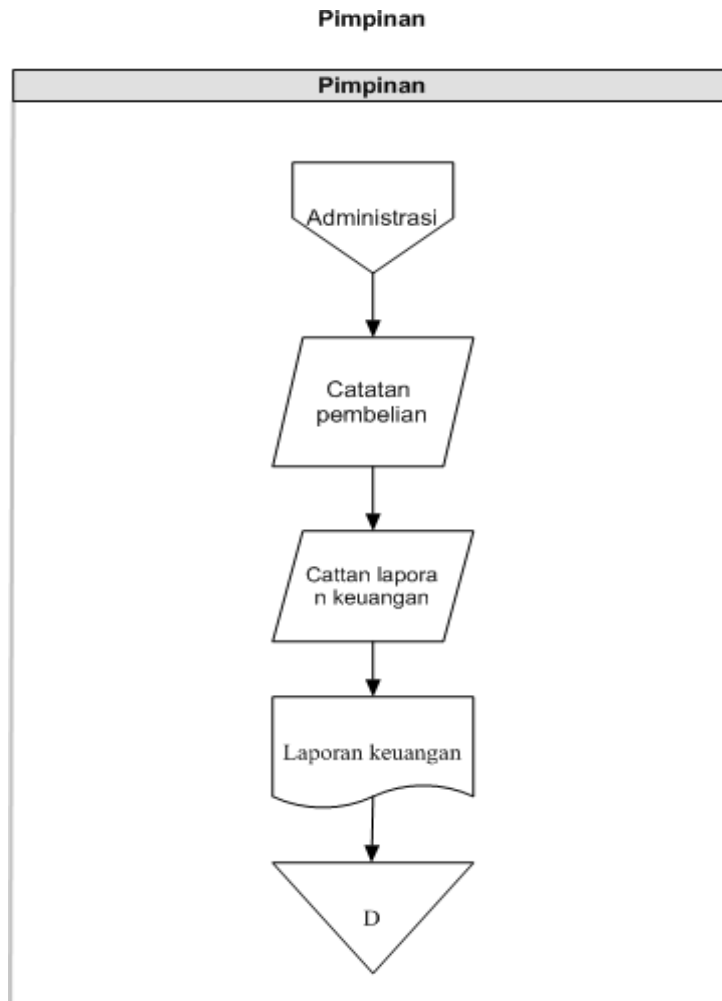 Pimpinan
Pimpinan
Administrasi
Catatan
pembelian
Cattan lapora
n keuangan
Laporan keuangan
D